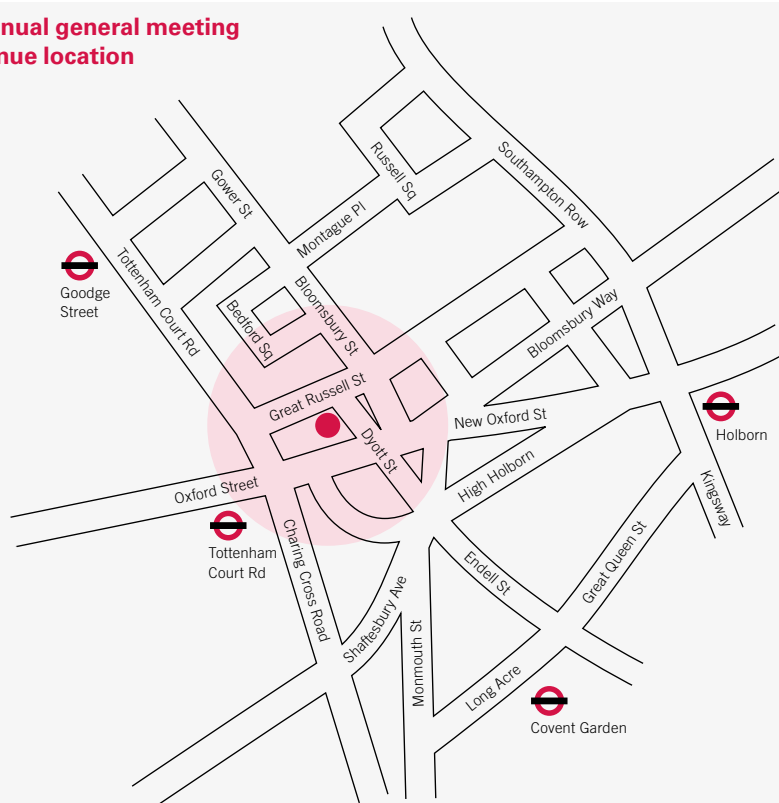 nual general meeting
nue location
Russell Sq
Southampton Row
Gower St
Montague Pl
Goodge
Street
Tottenham Court Rd
Bedford Sq
Bloomsbury St
Bloomsbury Way
Great Russell St
Dyott St
New Oxford St
Holborn
High Holborn
Oxford Street
Kingsway
Tottenham
Court Rd
Charing Cross Road
Endell St
Great Queen St
Shaftesbury Ave
Monmouth St
Long Acre
Covent Garden